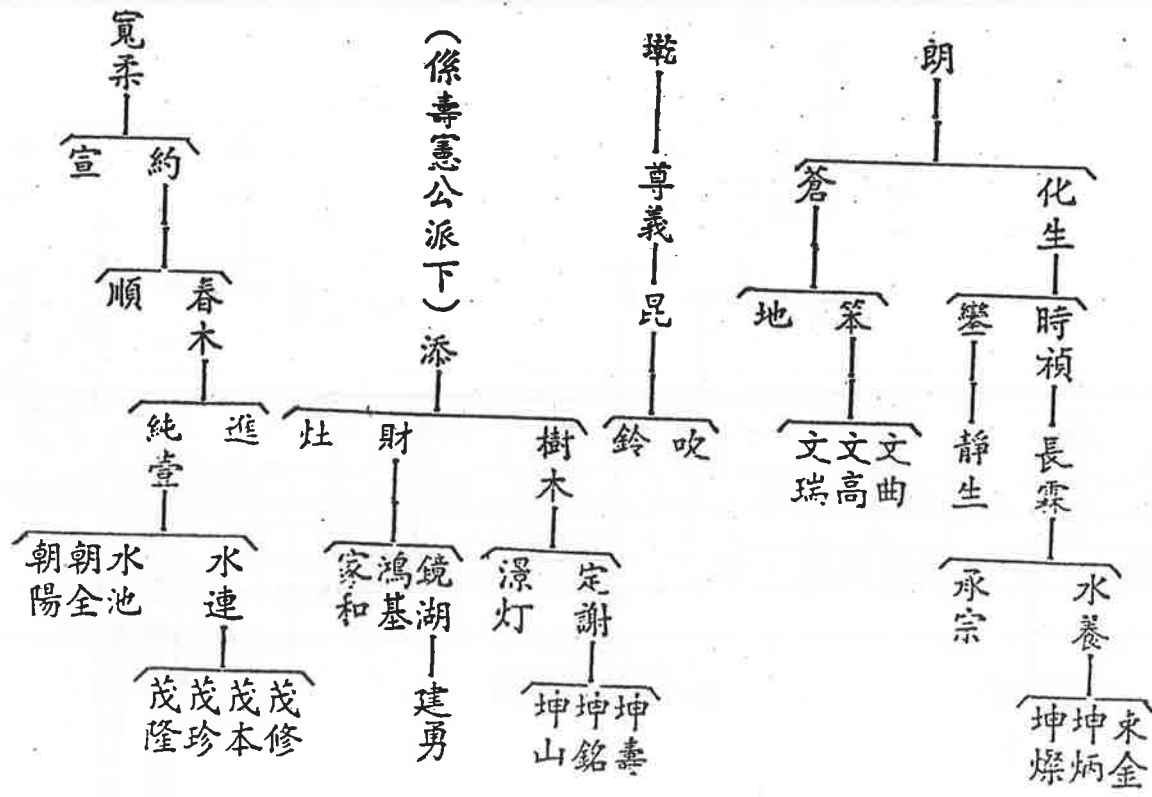 朗
化生
蒼
時禎
笨
地
長霖
靜生
文曲
文高
文瑞
水養
承宗
坤炳
坤燦
尊義
昆
吹
鈴
(係壽憲公派下)
添
樹木
財
灶
定謝
澋灯
鏡湖
鴻基
家和
坤壽
坤銘
坤山
建勇
寬柔
約
宣
春木
順
進
純壹
水連
水池
朝全
朝陽
茂修
茂本
茂珍
茂隆